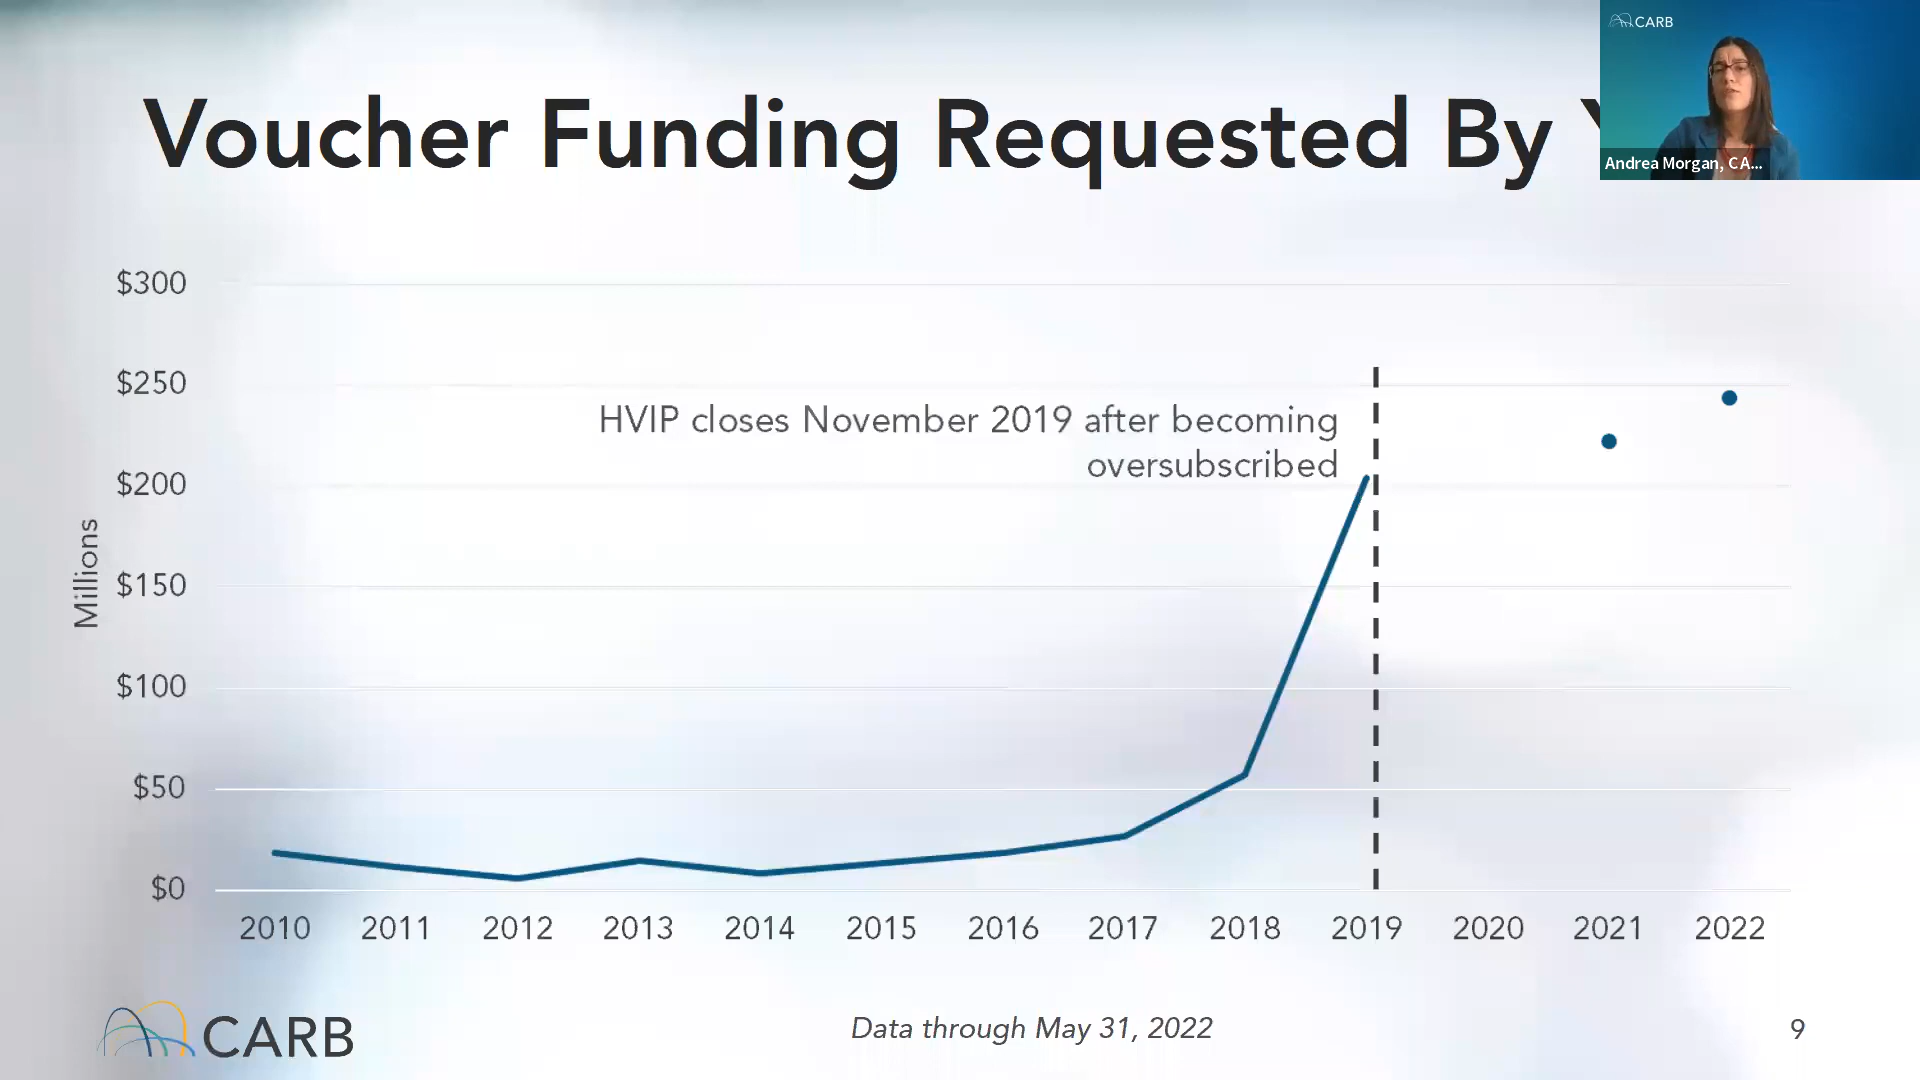 CARB
Voucher Funding Requested By
Andrea Morgan, CA...
$300
$250
HVIP closes November 2019 after becoming
oversubscribed
$200
Millions
$150
$100
$50
$0
2010 2011 2012 2013 2014 2015 2016 2017 2018 2019 2020 2021 2022
CARB
Data through May 31, 2022
9